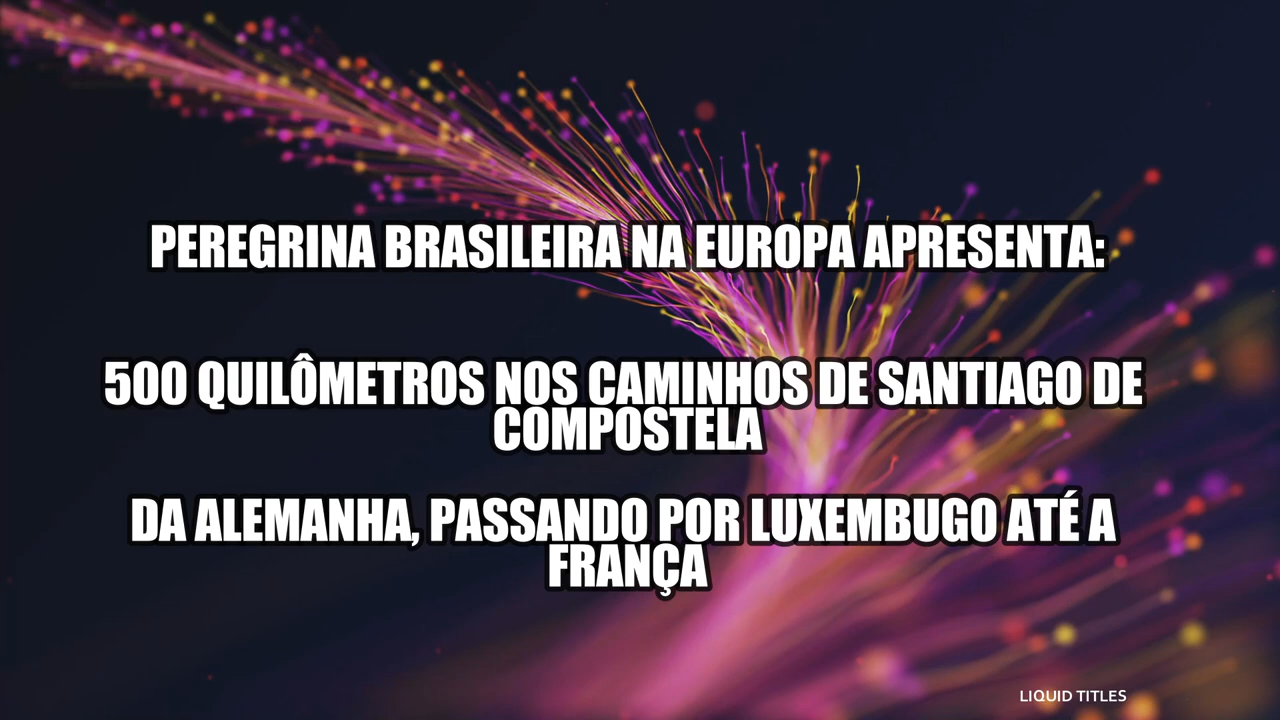 PEREGRINA BRASILEIRA NA EUROPA APRESENTA:
500 QUILÔMETROS NOS CAMINHOS DE SANTIAGO DE
COMPOSTELA
DA ALEMANHA, PASSANDO POR LUXEMBUGO ATÉ A
FRANÇA
LIQUID TITLES